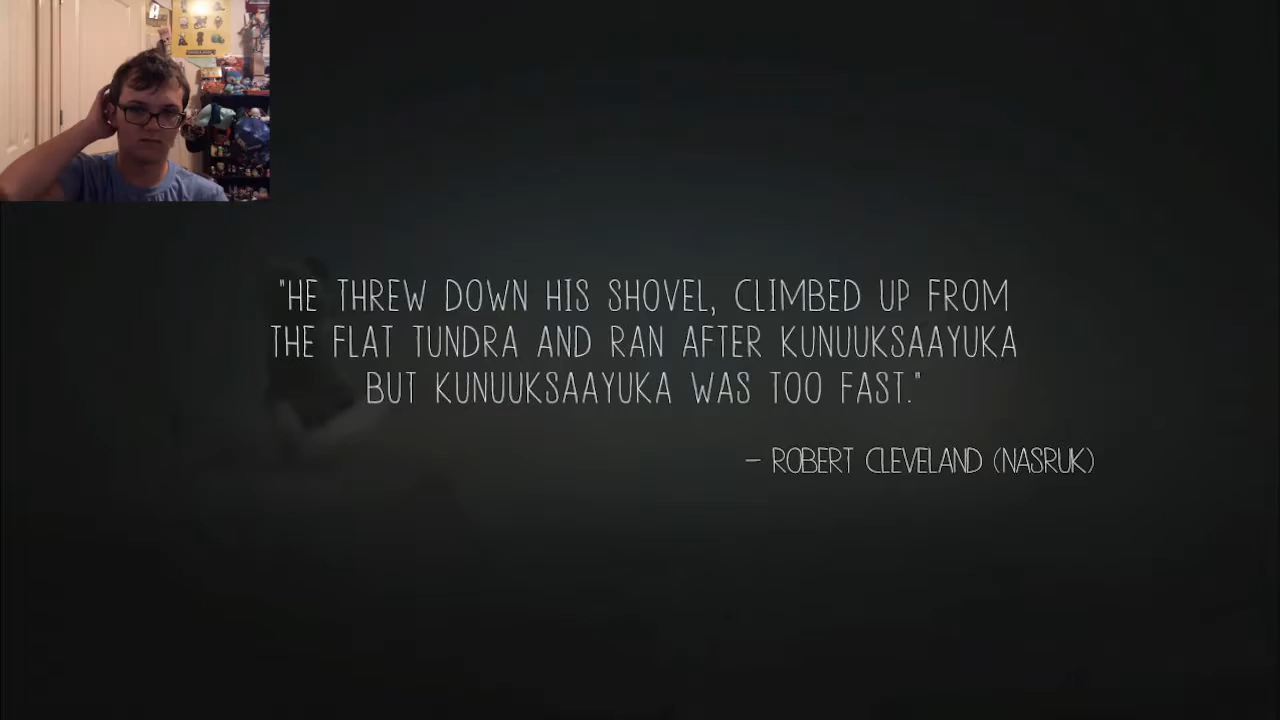 "HE THREW DOWN HIS SHOVEL, CLIMBED UP FROM
THE FLAT TUNDRA AND RAN AFTER KUNUUKSAAYUKA
BUT KUNUUKSAAYUKA WAS TOO FAST."
– ROBERT CLEVELAND (NASRUK)